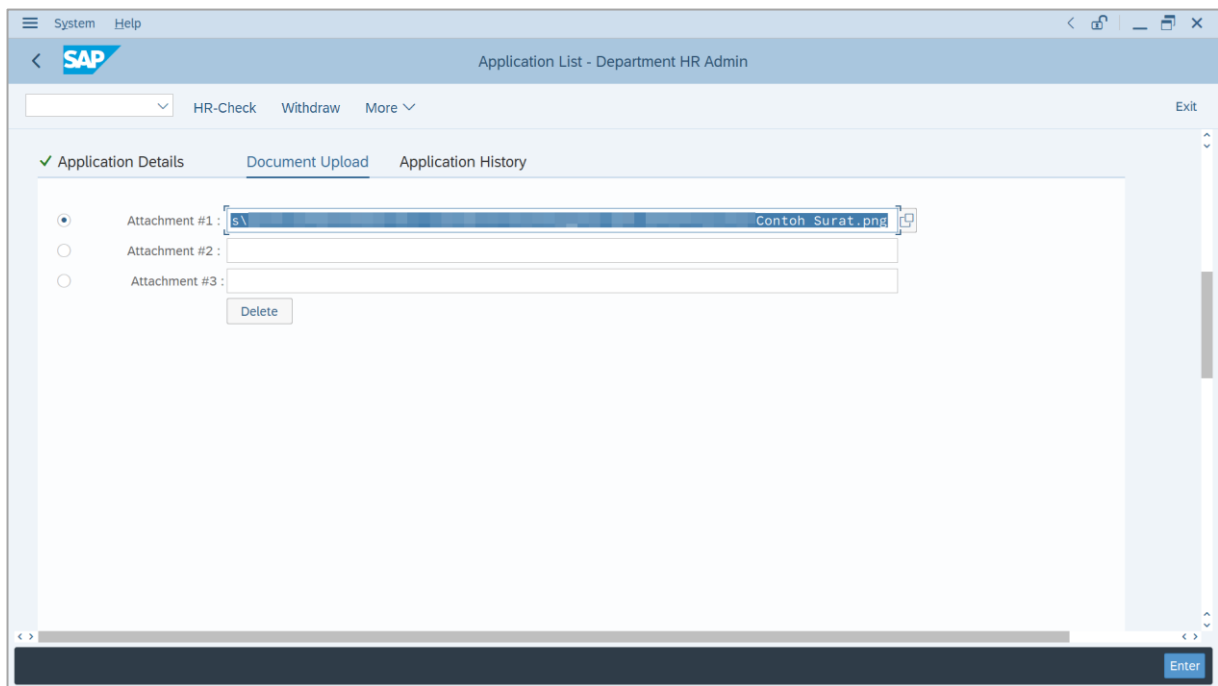 System Help
SAP
Application List - Department HR Admin
HR-Check Withdraw More Exit
Application Details Document Upload Application History
Attachment #1 : s\ Contoh Surat.png
Attachment #2 :
Attachment #3 :
Delete
Enter